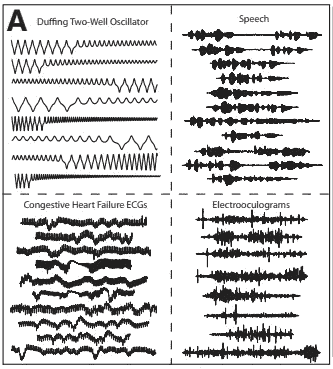 A
Duffing Two-Well Oscillator
Speech
Congestive Heart Failure ECGs
Electrooculograms